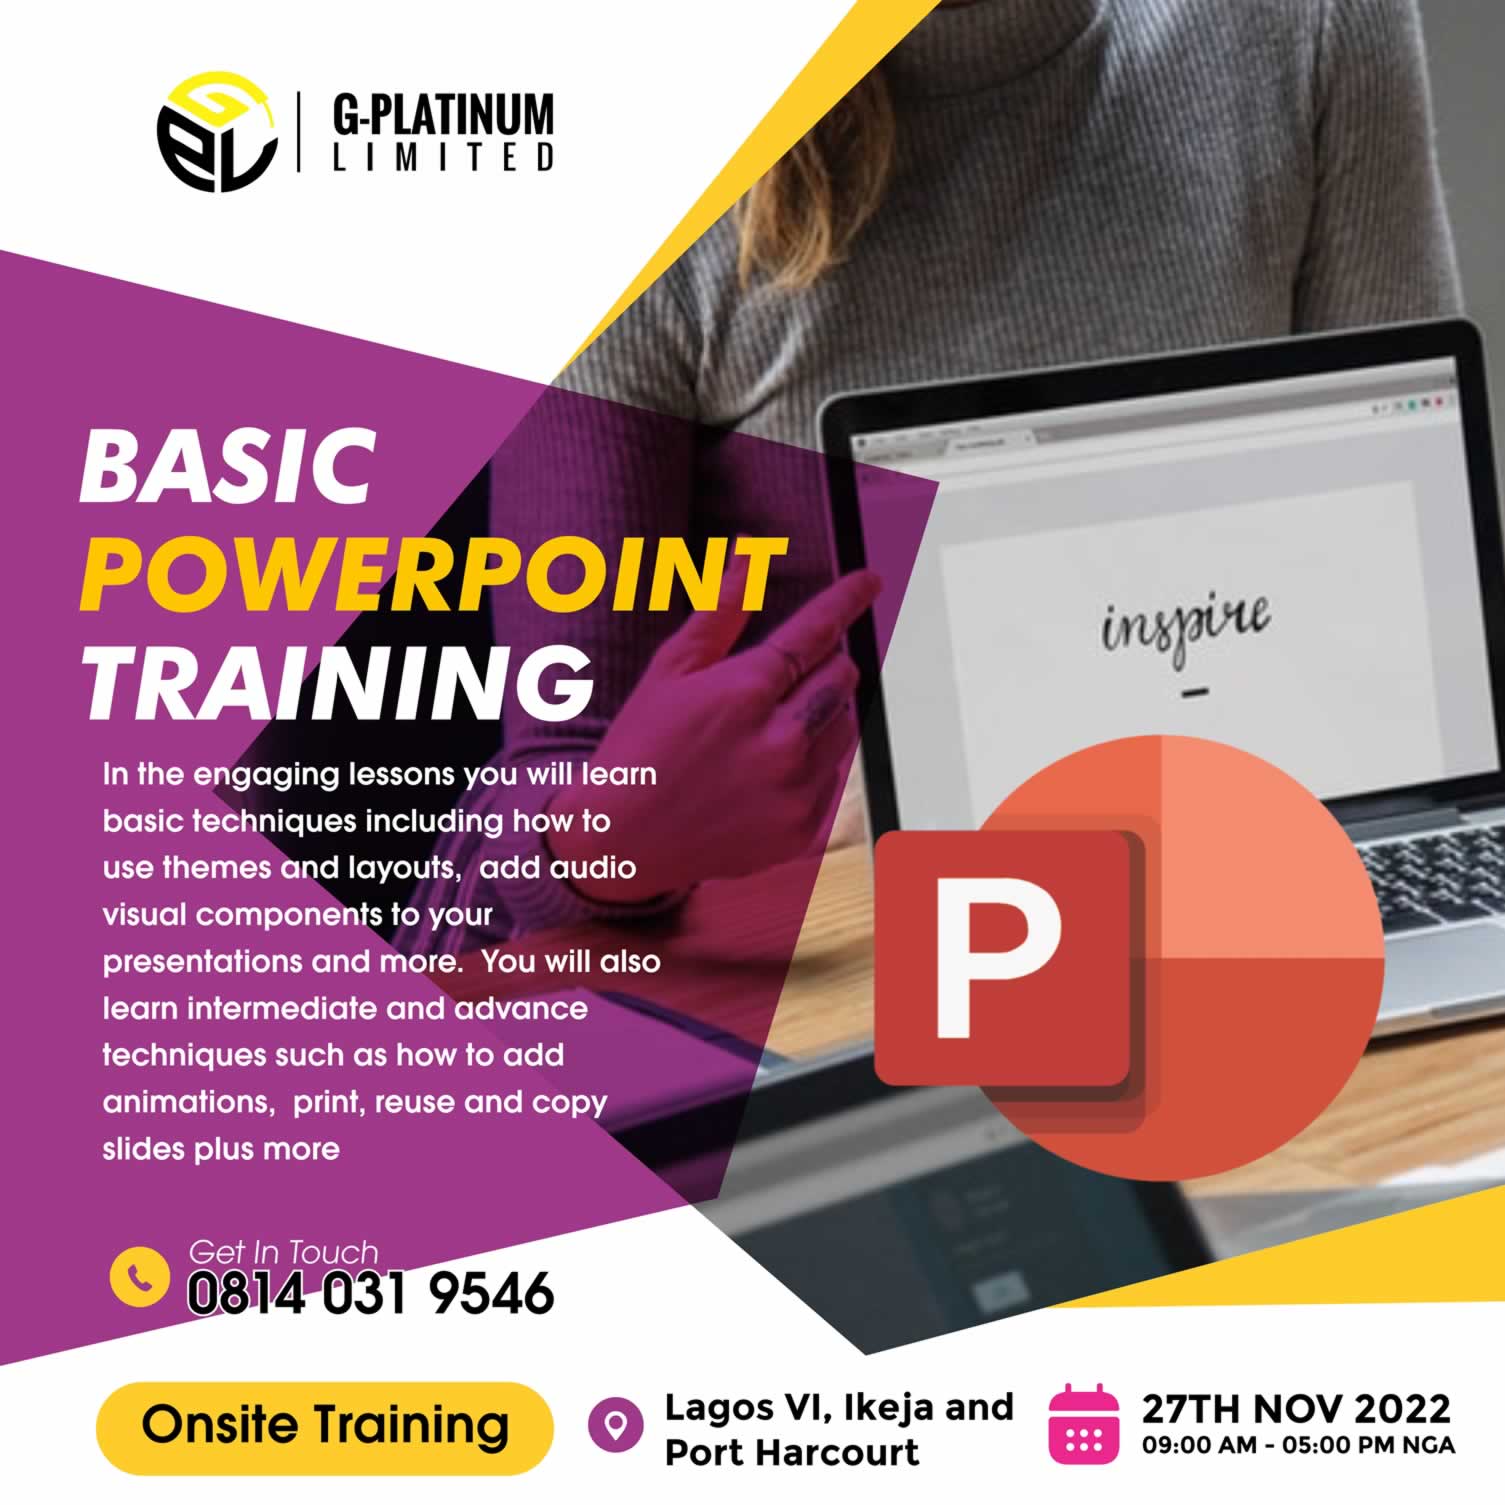 G-PLATINUM
LIMITED
BASIC
POWERPOINT
TRAINING
In the engaging lessons you will learn
basic techniques including how to
use themes and layouts, add audio
visual components to your
presentations and more. You will also
learn intermediate and advance
techniques such as how to add
animations, print, reuse and copy
slides plus more
inspire
P
Get In Touch
0814 031 9546
Onsite Training
Lagos VI, Ikeja and
Port Harcourt
27TH NOV 2022
09:00 AM - 05:00 PM NGA